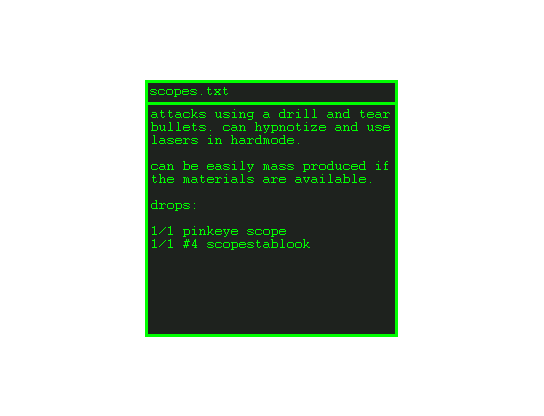 scopes.txt
attacks using a drill and tear
bullets. can hypnotize and use
lasers in hardmode.
can be easily mass produced if
the materials are available.
drops:
1/1 pinkeye scope
1/1 #4 scopestablook